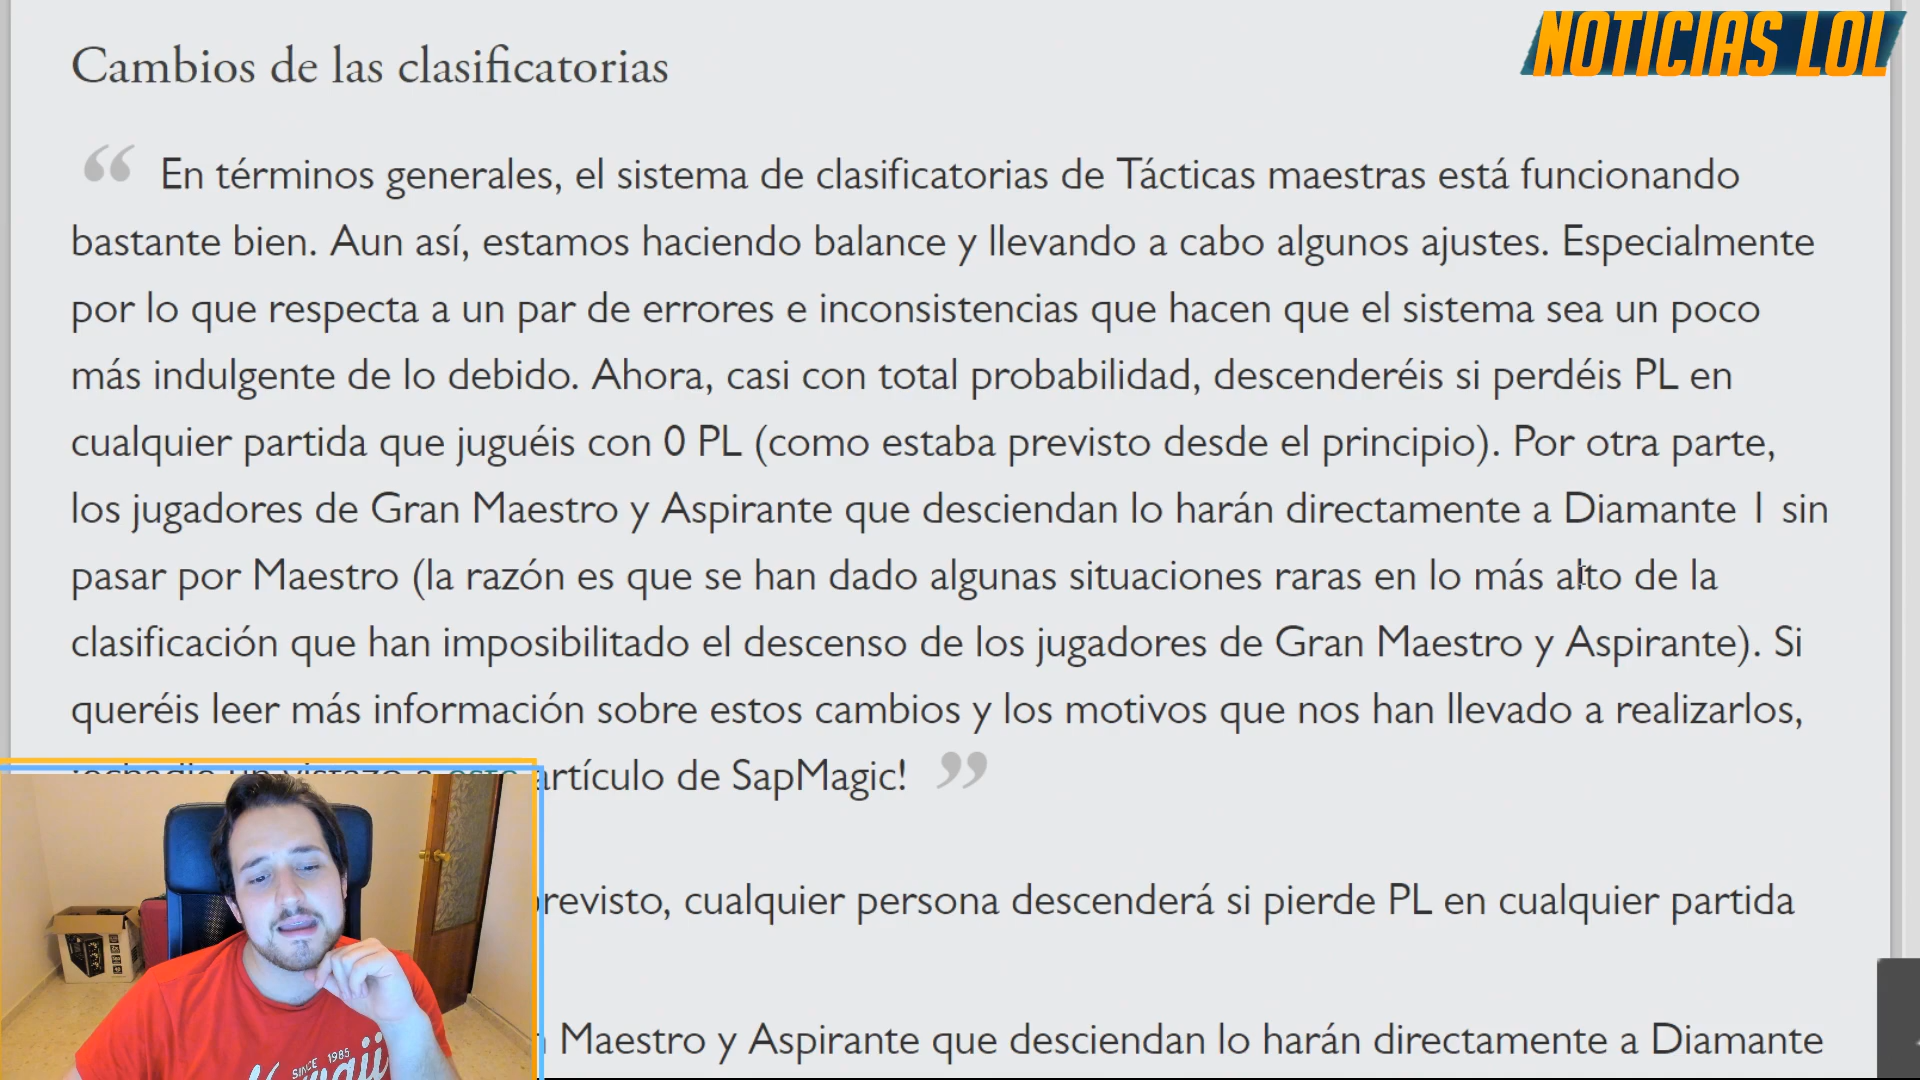 NOTICIAS LOL
Cambios de las clasificatorias
“ En términos generales, el sistema de clasificatorias de Tácticas maestras está funcionando
bastante bien. Aun así, estamos haciendo balance y llevando a cabo algunos ajustes. Especialmente
por lo que respecta a un par de errores e inconsistencias que hacen que el sistema sea un poco
más indulgente de lo debido. Ahora, casi con total probabilidad, descenderéis si perdéis PL en
cualquier partida que juguéis con 0 PL (como estaba previsto desde el principio). Por otra parte,
los jugadores de Gran Maestro y Aspirante que desciendan lo harán directamente a Diamante 1 sin
pasar por Maestro (la razón es que se han dado algunas situaciones raras en lo más alto de la
clasificación que han imposibilitado el descenso de los jugadores de Gran Maestro y Aspirante). Si
queréis leer más información sobre estos cambios y los motivos que nos han llevado a realizarlos,
¡echadle un vistazo a este artículo de SapMagic! ”
previsto, cualquier persona descenderá si pierde PL en cualquier partida
Maestro y Aspirante que desciendan lo harán directamente a Diamante
SINCE 1985